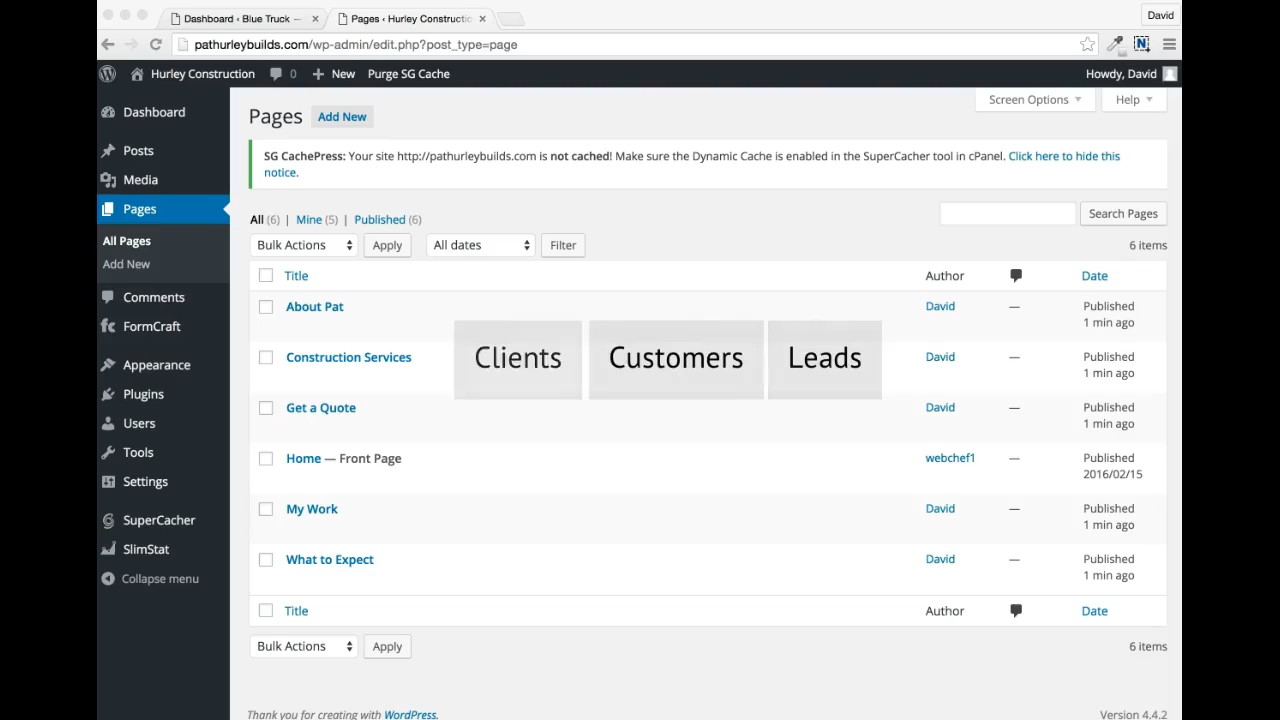 Dashboard ‹ Blue Truck —
Pages ‹ Hurley Constructio
David
pathurleybuilds.com/wp-admin/edit.php?post_type=page
Hurley Construction 0 New Purge SG Cache Howdy, David
Screen Options Help
Dashboard
Posts
Media
Pages
All Pages
Add New
Comments
FormCraft
Appearance
Plugins
Users
Tools
Settings
SuperCacher
SlimStat
Collapse menu
Pages Add New
SG CachePress: Your site http://pathurleybuilds.com is not cached! Make sure the Dynamic Cache is enabled in the SuperCacher tool in cPanel. Click here to hide this
notice.
All (6) | Mine (5) | Published (6)
Search Pages
Bulk Actions Apply All dates Filter 6 items
Title Author Date
About Pat David — Published
1 min ago
Clients Customers Leads
Construction Services David — Published
1 min ago
Get a Quote David — Published
1 min ago
Home — Front Page webchef1 — Published
2016/02/15
My Work David — Published
1 min ago
What to Expect David — Published
1 min ago
Title Author Date
Bulk Actions Apply 6 items
Thank you for creating with WordPress. Version 4.4.2